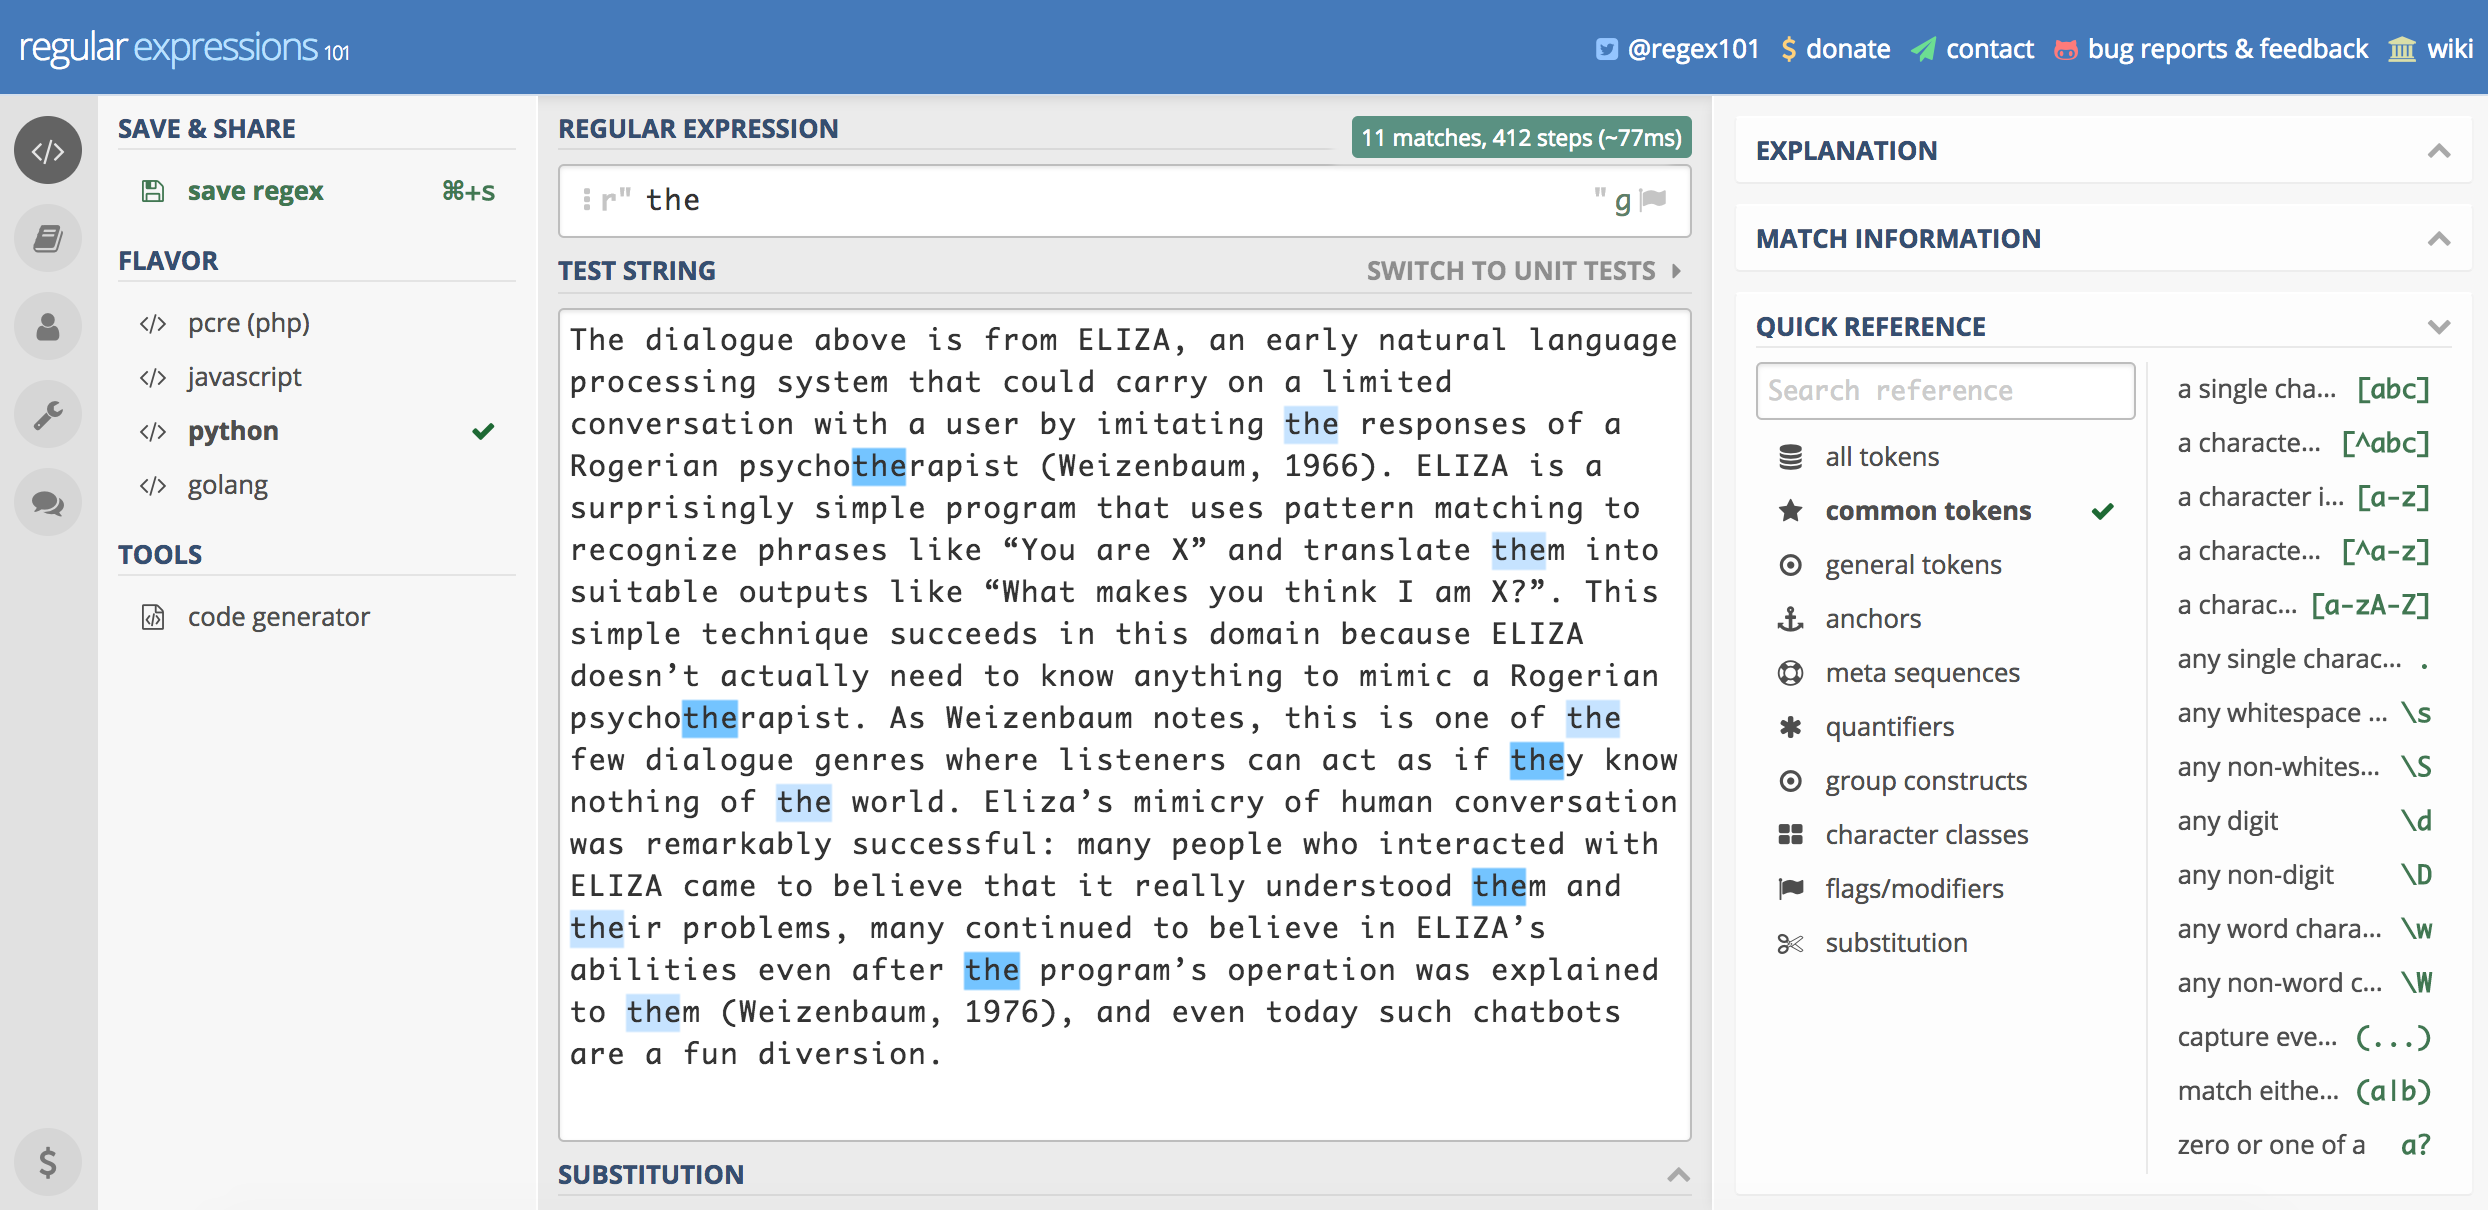 regular expressions 101
@regex101 donate contact bug reports & feedback wiki
SAVE & SHARE
save regex ⌘+s
FLAVOR
pcre (php)
javascript
python
golang
TOOLS
code generator
REGULAR EXPRESSION
11 matches, 412 steps (~77ms)
r" the " g
TEST STRING
SWITCH TO UNIT TESTS
The dialogue above is from ELIZA, an early natural language
processing system that could carry on a limited
conversation with a user by imitating the responses of a
Rogerian psychotherapist (Weizenbaum, 1966). ELIZA is a
surprisingly simple program that uses pattern matching to
recognize phrases like “You are X” and translate them into
suitable outputs like “What makes you think I am X?”. This
simple technique succeeds in this domain because ELIZA
doesn’t actually need to know anything to mimic a Rogerian
psychotherapist. As Weizenbaum notes, this is one of the
few dialogue genres where listeners can act as if they know
nothing of the world. Eliza’s mimicry of human conversation
was remarkably successful: many people who interacted with
ELIZA came to believe that it really understood them and
their problems, many continued to believe in ELIZA’s
abilities even after the program’s operation was explained
to them (Weizenbaum, 1976), and even today such chatbots
are a fun diversion.
SUBSTITUTION
EXPLANATION
MATCH INFORMATION
QUICK REFERENCE
Search reference
all tokens
common tokens
general tokens
anchors
meta sequences
quantifiers
group constructs
character classes
flags/modifiers
substitution
a single cha... [abc]
a characte... [^abc]
a character i... [a-z]
a characte... [^a-z]
a charac... [a-zA-Z]
any single charac... .
any whitespace ... \s
any non-whites... \S
any digit \d
any non-digit \D
any word chara... \w
any non-word c... \W
capture eve... (...)
match eithe... (a|b)
zero or one of a a?
$